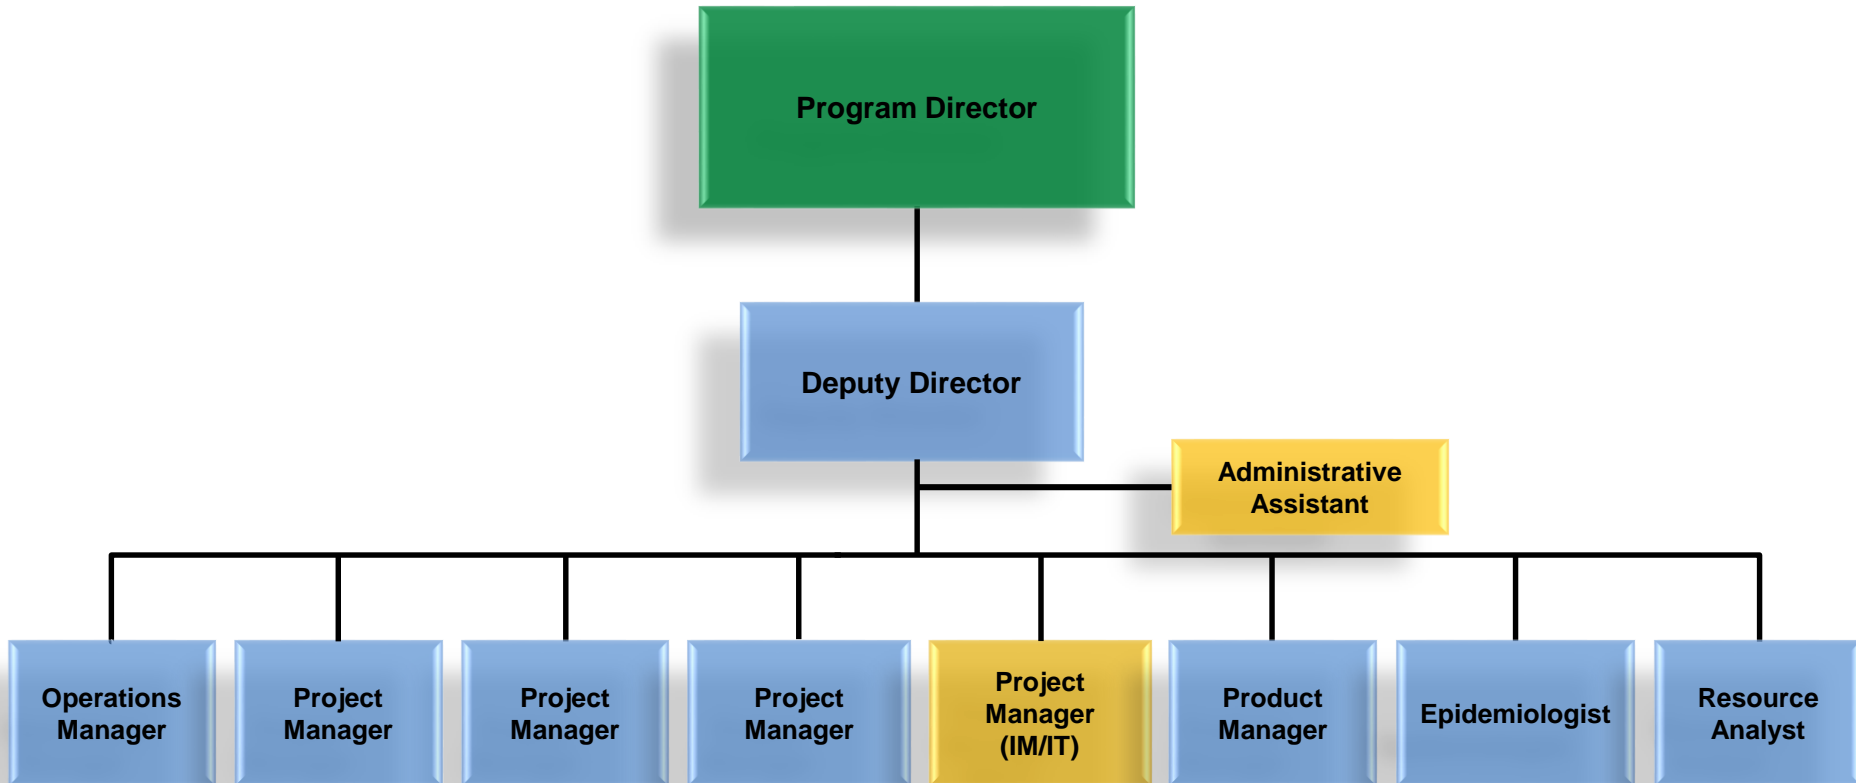 Program Director
Deputy Director
Administrative
Assistant
Operations
Manager
Project
Manager
Project
Manager
Project
Manager
Project
Manager
(IM/IT)
Product
Manager
Epidemiologist
Resource
Analyst